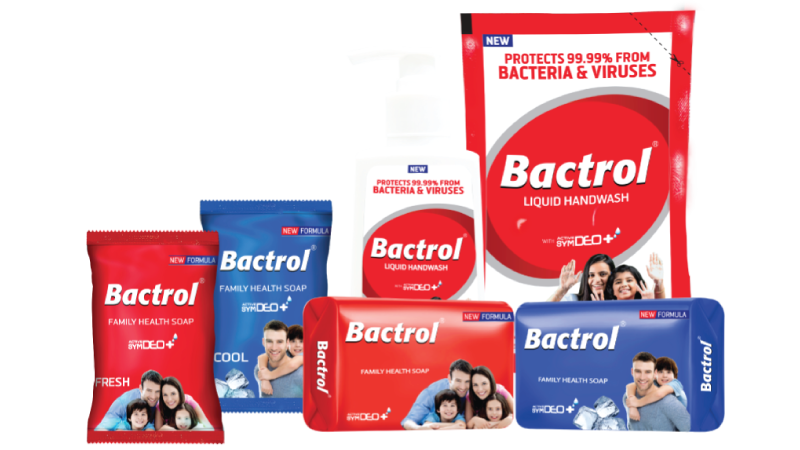 NEW
PROTECTS 99.99% FROM
BACTERIA & VIRUSES
Bactrol®
LIQUID HANDWASH
WITH
NEW
PROTECTS 99.99% FROM
BACTERIA & VIRUSES
Bactrol®
LIQUID HANDWASH
NEW FORMULA
Bactrol®
FAMILY HEALTH SOAP
COOL
NEW FORMULA
Bactrol®
FAMILY HEALTH SOAP
FRESH
NEW FORMULA
Bactrol
Bactrol®
FAMILY HEALTH SOAP
NEW FORMULA
Bactrol®
Bactrol
FAMILY HEALTH SOAP